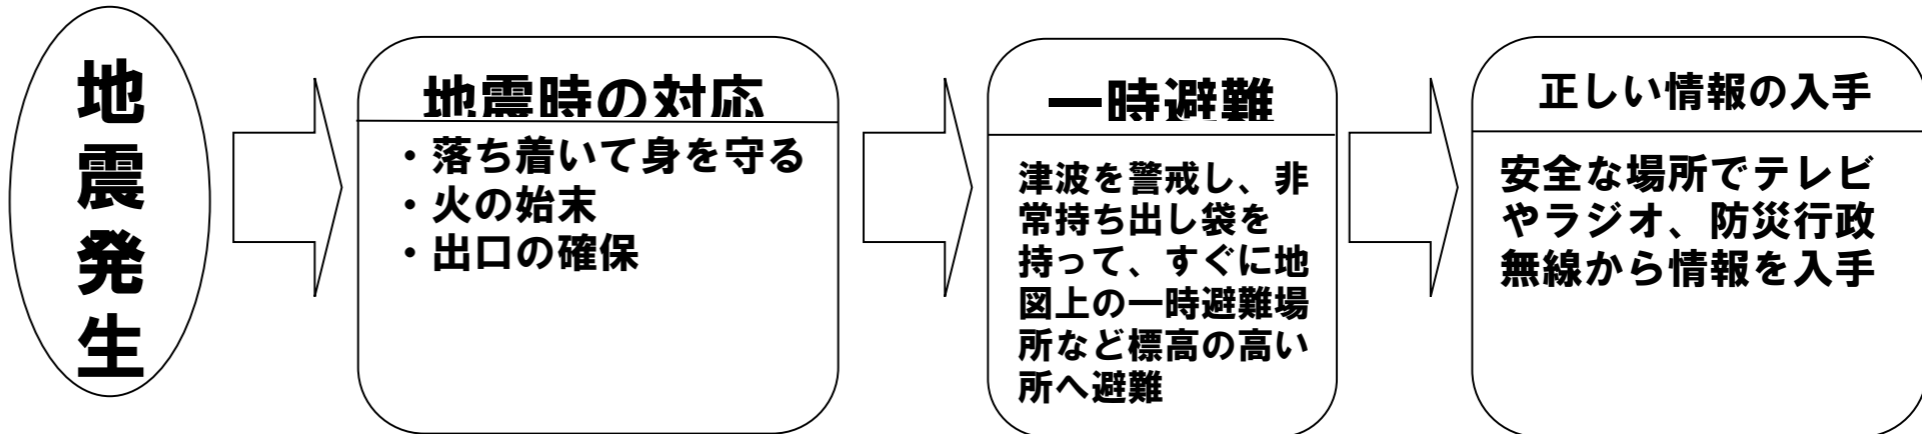 地震発生
地震時の対応
・落ち着いて身を守る
・火の始末
・出口の確保
一時避難
津波を警戒し、非
常持ち出し袋を
持って、すぐに地
図上の一時避難場
所など標高の高い
所へ避難
正しい情報の入手
安全な場所でテレビ
やラジオ、防災行政
無線から情報を入手